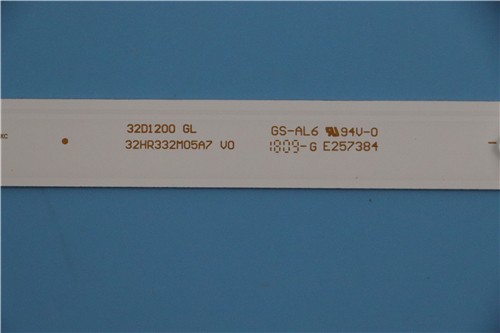 32D1200 GL
32HR332M05A7 V0
GS-AL6 94V-0
1809-G E257384